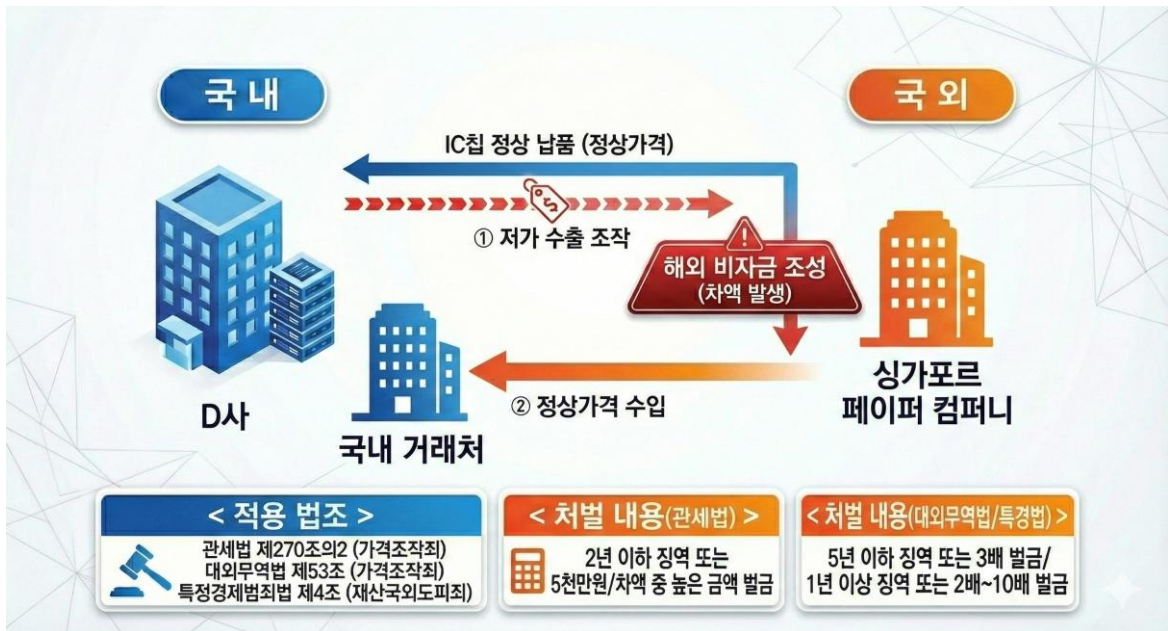 국 내
국 외
IC칩 정상 납품 (정상가격)
① 저가 수출 조작
해외 비자금 조성
(차액 발생)
D사
국내 거래처
② 정상가격 수입
싱가포르
페이퍼 컴퍼니
< 적용 법조 >
관세법 제270조의2 (가격조작죄)
대외무역법 제53조 (가격조작죄)
특정경제범죄법 제4조 (재산국외도피죄)
< 처벌 내용(관세법) >
2년 이하 징역 또는
5천만원/차액 중 높은 금액 벌금
< 처벌 내용(대외무역법/특경법) >
5년 이하 징역 또는 3배 벌금/
1년 이상 징역 또는 2배~10배 벌금